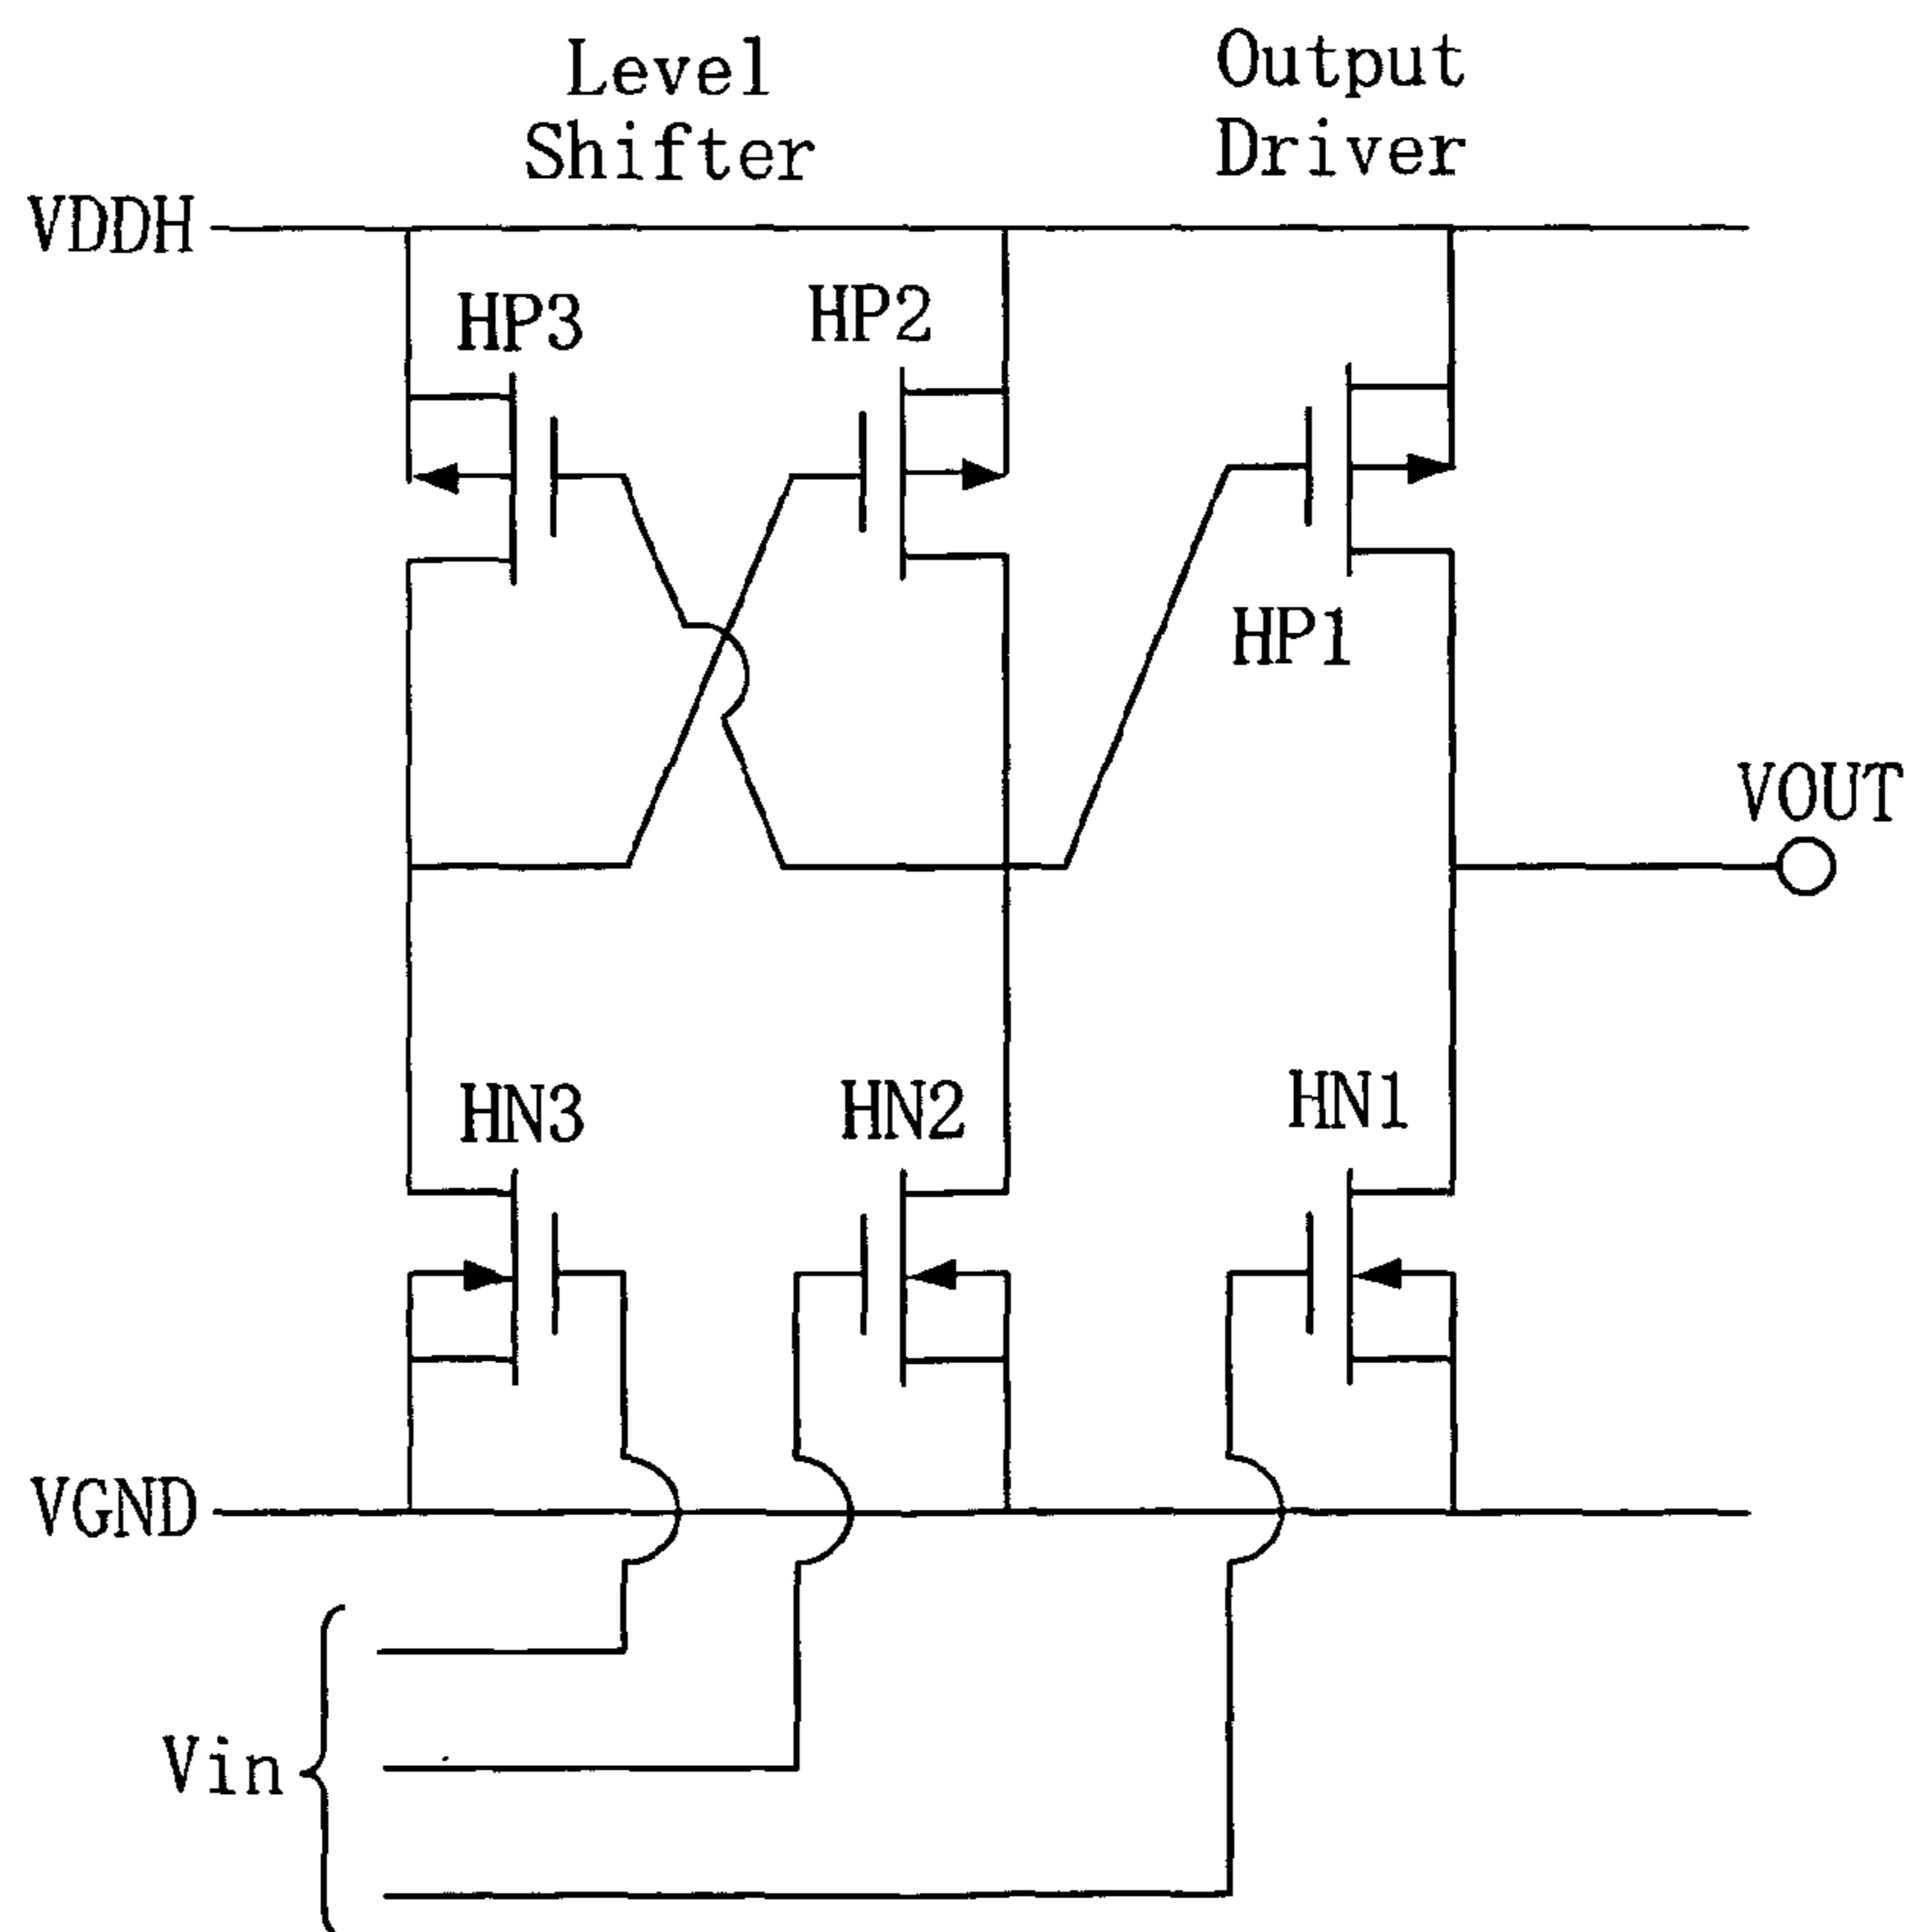 Level
Shifter
Output
Driver
VDDH
HP3
HP2
HP1
VOUT
HN3
HN2
HN1
VGND
Vin